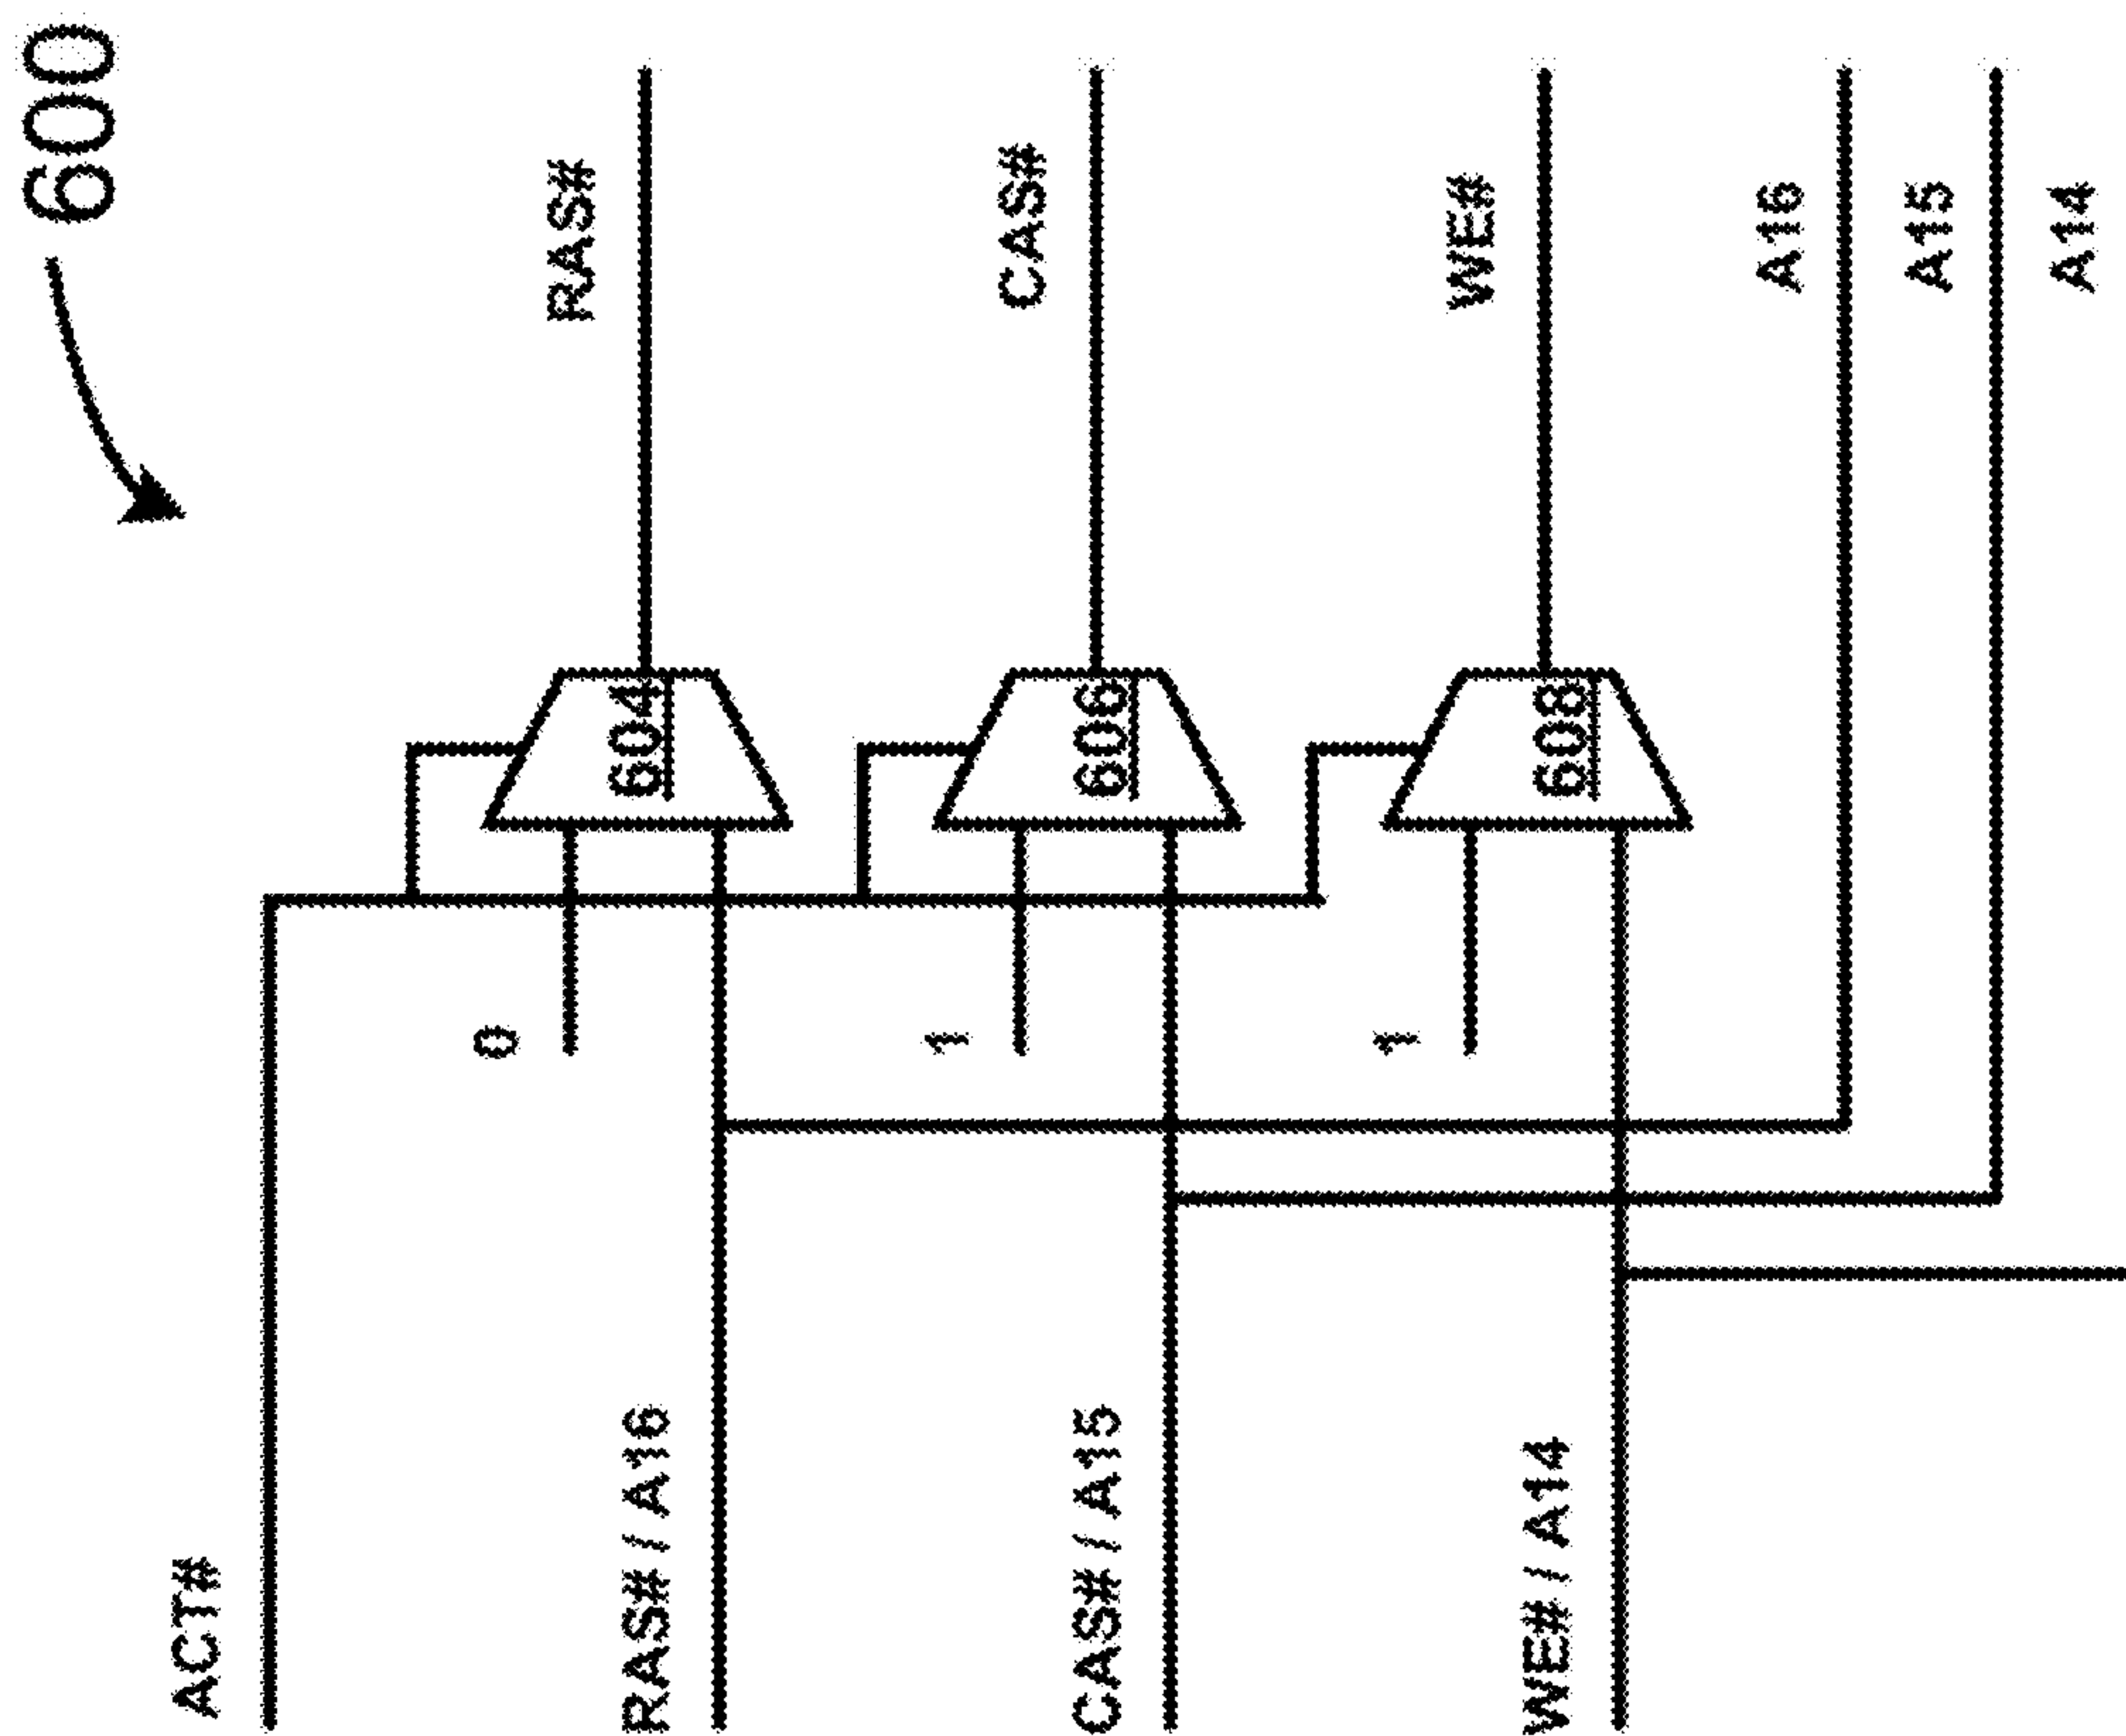 600
ACT#
RAS#
0
604
RAS# / A16
CAS#
1
606
CAS# / A15
WE#
1
608
WE# / A14
A16
A15
A14